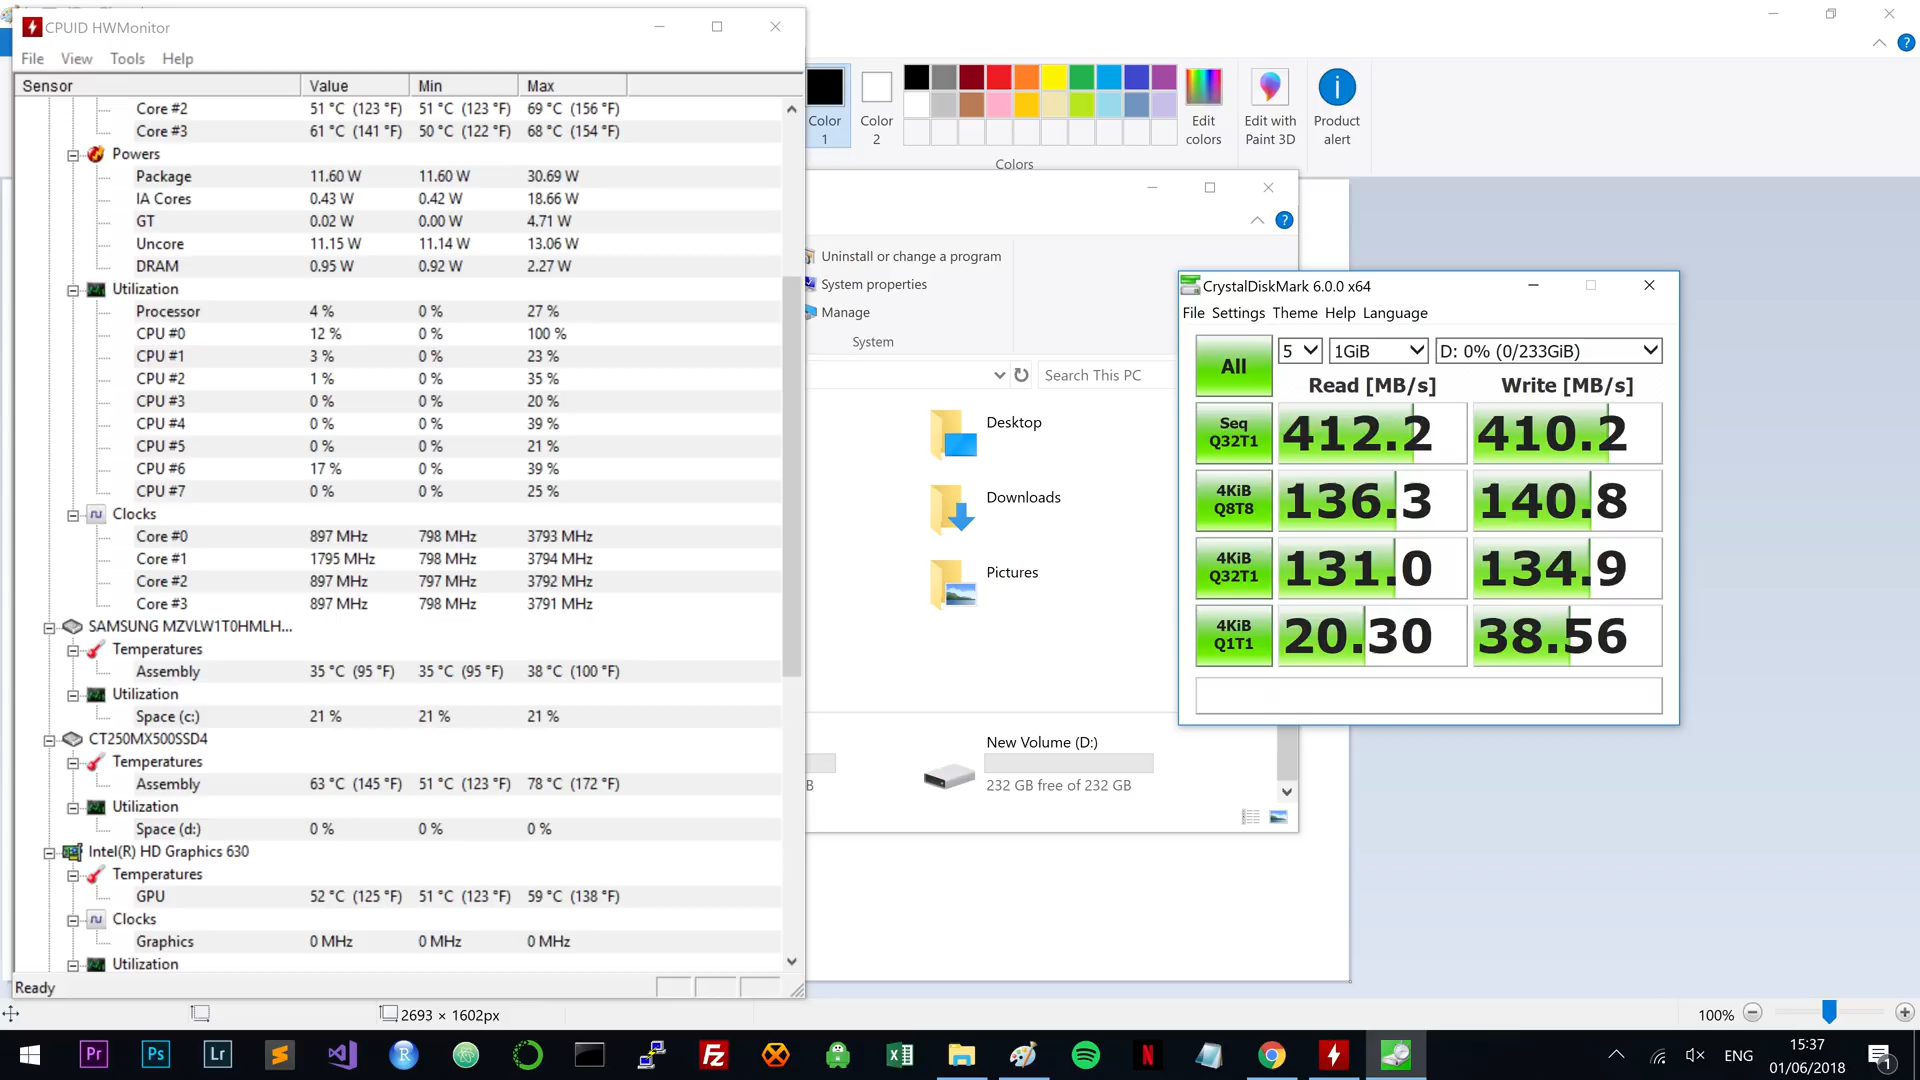 CPUID HWMonitor
File View Tools Help
Sensor Value Min Max
Core #2 51 °C (123 °F) 51 °C (123 °F) 69 °C (156 °F)
Core #3 61 °C (141 °F) 50 °C (122 °F) 68 °C (154 °F)
Powers
Package 11.60 W 11.60 W 30.69 W
IA Cores 0.43 W 0.42 W 18.66 W
GT 0.02 W 0.00 W 4.71 W
Uncore 11.15 W 11.14 W 13.06 W
DRAM 0.95 W 0.92 W 2.27 W
Utilization
Processor 4 % 0 % 27 %
CPU #0 12 % 0 % 100 %
CPU #1 3 % 0 % 23 %
CPU #2 1 % 0 % 35 %
CPU #3 0 % 0 % 20 %
CPU #4 0 % 0 % 39 %
CPU #5 0 % 0 % 21 %
CPU #6 17 % 0 % 39 %
CPU #7 0 % 0 % 25 %
Clocks
Core #0 897 MHz 798 MHz 3793 MHz
Core #1 1795 MHz 798 MHz 3794 MHz
Core #2 897 MHz 797 MHz 3792 MHz
Core #3 897 MHz 798 MHz 3791 MHz
SAMSUNG MZVLW1T0HMLH...
Temperatures
Assembly 35 °C (95 °F) 35 °C (95 °F) 38 °C (100 °F)
Utilization
Space (c:) 21 % 21 % 21 %
CT250MX500SSD4
Temperatures
Assembly 63 °C (145 °F) 51 °C (123 °F) 78 °C (172 °F)
Utilization
Space (d:) 0 % 0 % 0 %
Intel(R) HD Graphics 630
Temperatures
GPU 52 °C (125 °F) 51 °C (123 °F) 59 °C (138 °F)
Clocks
Graphics 0 MHz 0 MHz 0 MHz
Utilization
Ready
Color 1
Color 2
Edit colors
Edit with Paint 3D
Product alert
Colors
Uninstall or change a program
System properties
Manage
System
Search This PC
Desktop
Downloads
Pictures
New Volume (D:)
B
232 GB free of 232 GB
CrystalDiskMark 6.0.0 x64
File Settings Theme Help Language
All 5 1GiB D: 0% (0/233GiB)
Read [MB/s] Write [MB/s]
Seq Q32T1 412.2 410.2
4KiB Q8T8 136.3 140.8
4KiB Q32T1 131.0 134.9
4KiB Q1T1 20.30 38.56
2693 × 1602px
100%
Pr Ps Lr R FZ N
ENG
15:37
01/06/2018
1